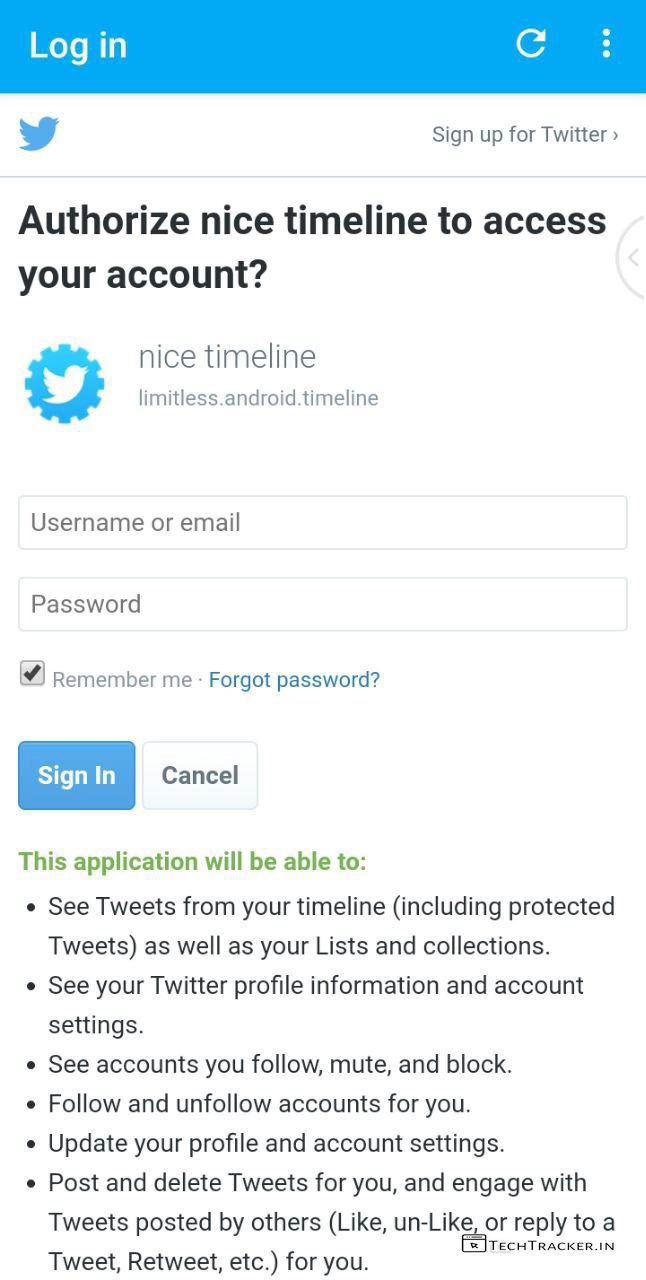 Log in
Sign up for Twitter ›
Authorize nice timeline to access
your account?
nice timeline
limitless.android.timeline
Username or email
Password
Remember me · Forgot password?
Sign In
Cancel
This application will be able to:
• See Tweets from your timeline (including protected
Tweets) as well as your Lists and collections.
• See your Twitter profile information and account
settings.
• See accounts you follow, mute, and block.
• Follow and unfollow accounts for you.
• Update your profile and account settings.
• Post and delete Tweets for you, and engage with
Tweets posted by others (Like, un-Like, or reply to a
Tweet, Retweet, etc.) for you.
TECHTRACKER.IN